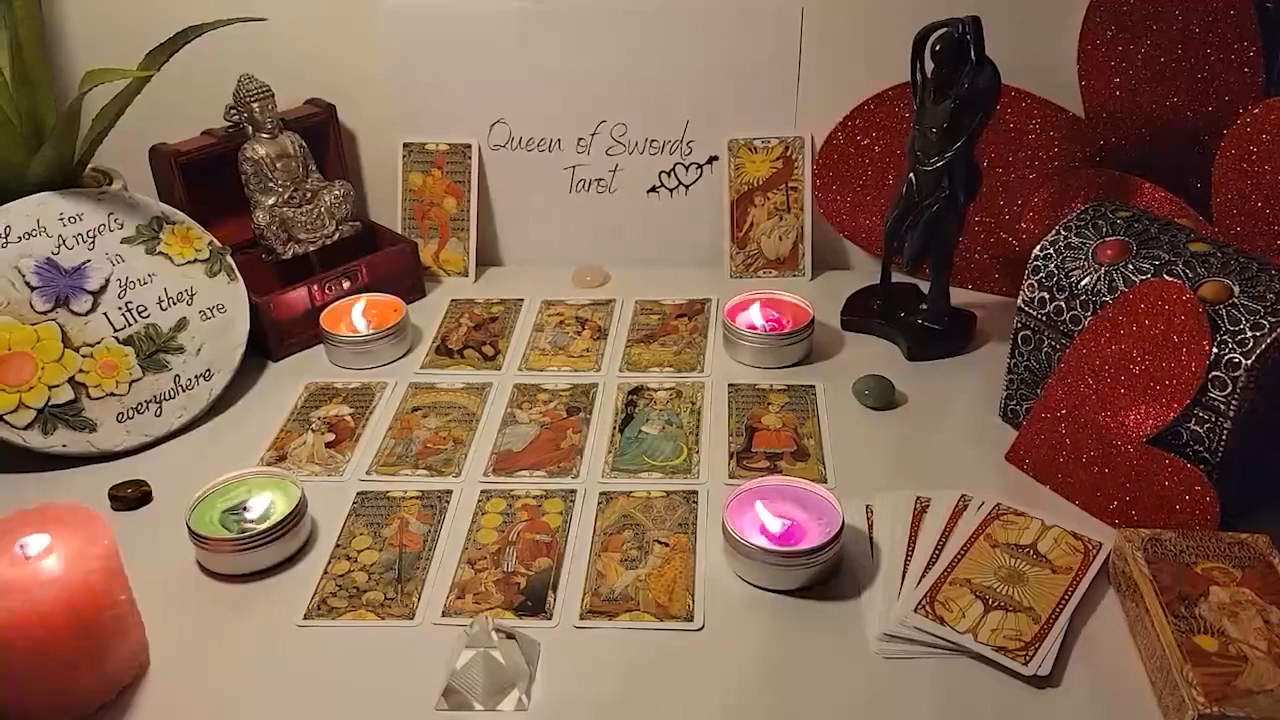 Queen of Swords
Tarot
Look for
Angels
in
Your
Life they
are
everywhere